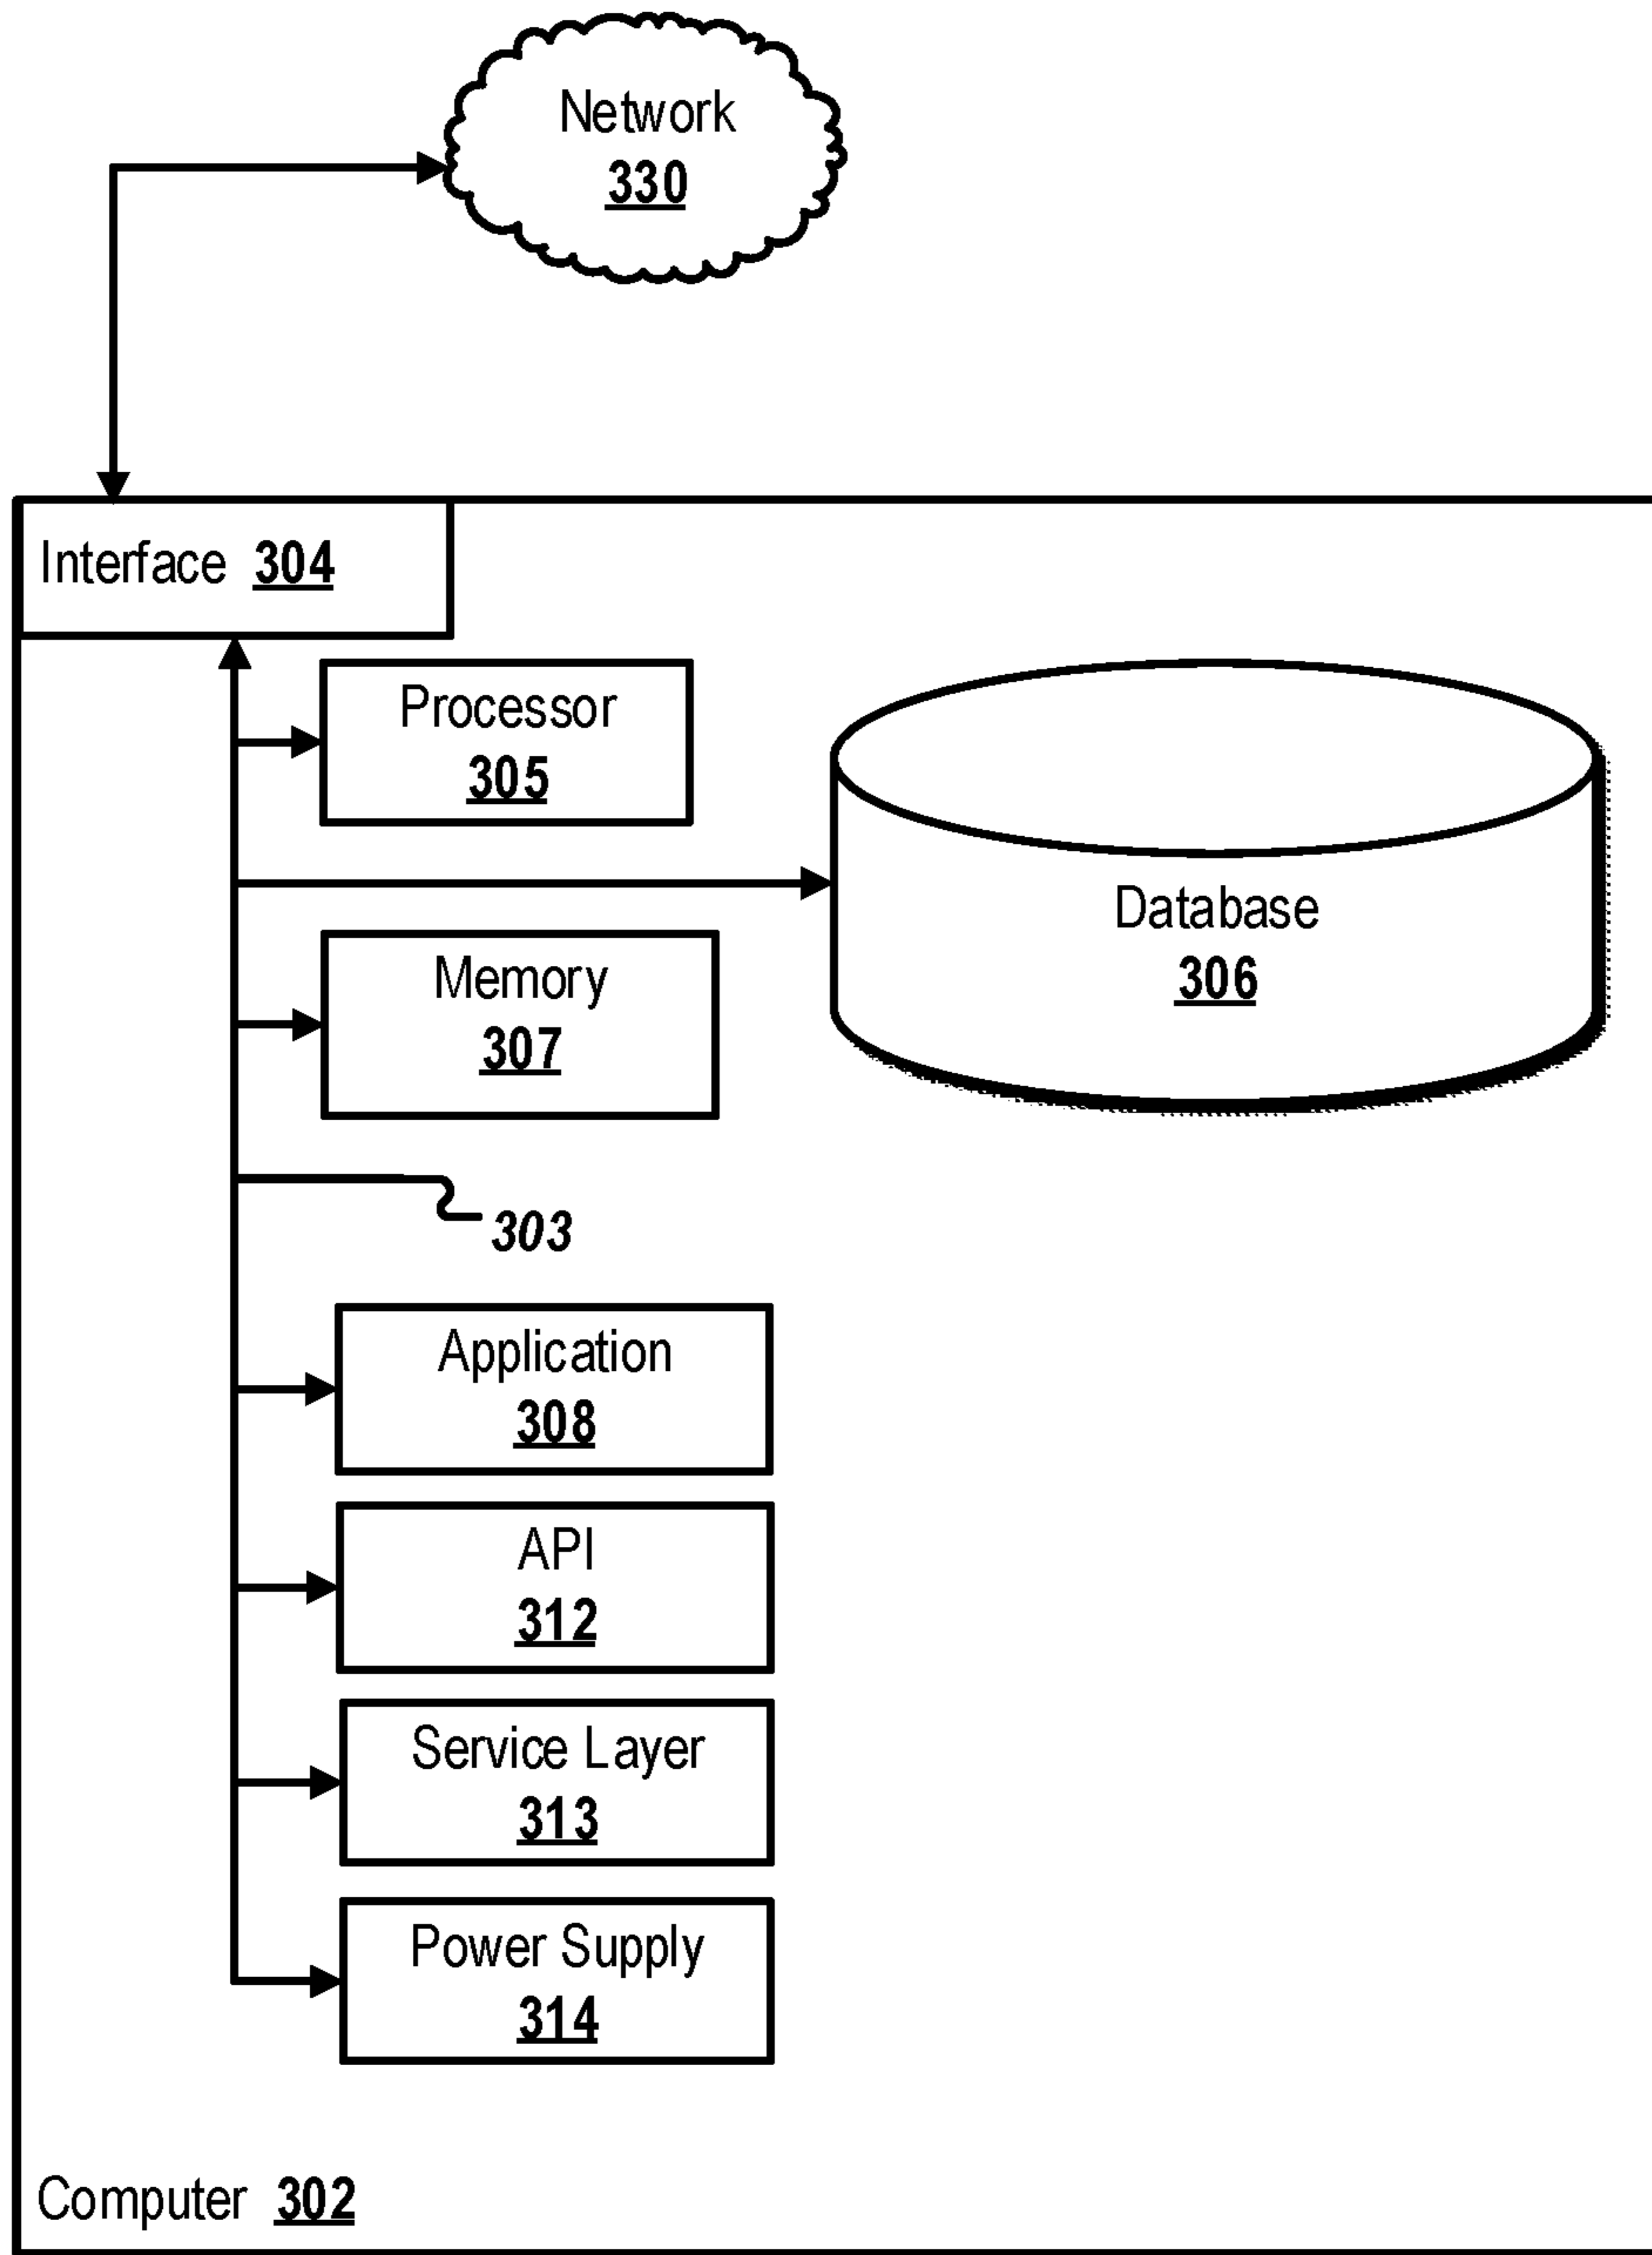 Network
330
Interface 304
Processor
305
Database
306
Memory
307
303
Application
308
API
312
Service Layer
313
Power Supply
314
Computer 302